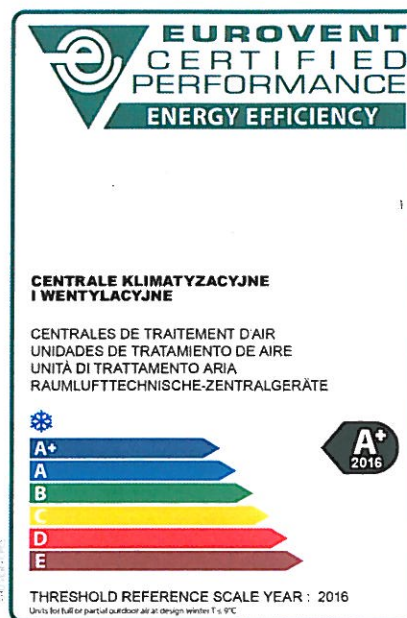 EUROVENT
CERTIFIED
PERFORMANCE
ENERGY EFFICIENCY
CENTRALE KLIMATYZACYJNE
I WENTYLACYJNE
CENTRALES DE TRAITEMENT D'AIR
UNIDADES DE TRATAMIENTO DE AIRE
UNITÀ DI TRATTAMENTO ARIA
RAUMLUFTTECHNISCHE-ZENTRALGERÄTE
A+
A
B
C
D
E
A+
2016
THRESHOLD REFERENCE SCALE YEAR : 2016
Units for full or partial outdoor air at design winter T ≤ 9°C